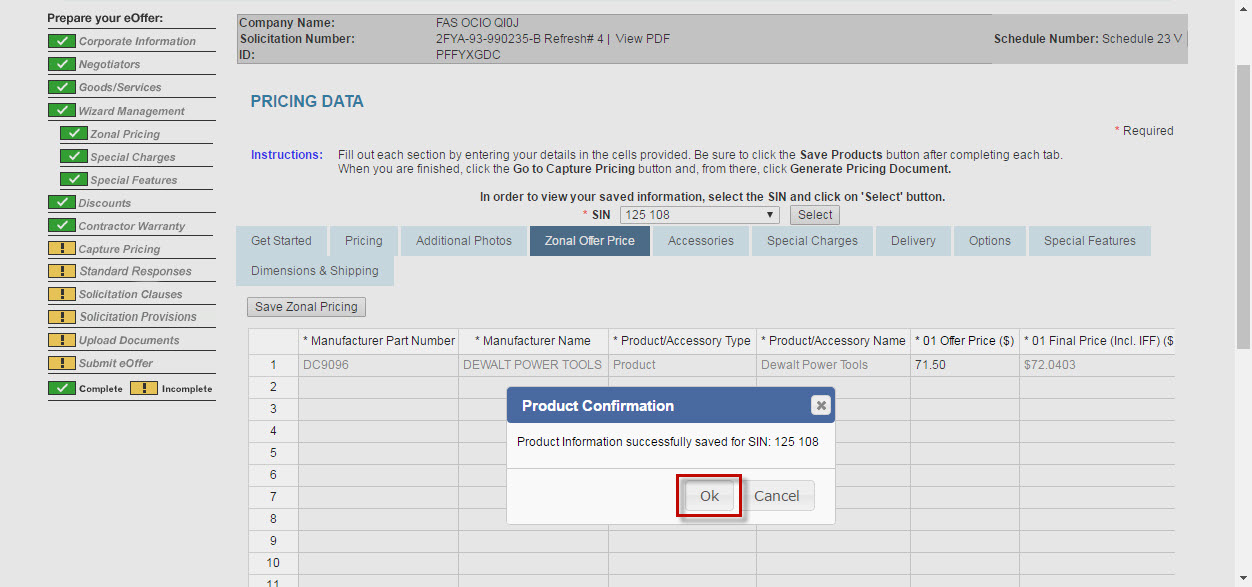 Prepare your eOffer:
Corporate Information
Negotiators
Goods/Services
Wizard Management
Zonal Pricing
Special Charges
Special Features
Discounts
Contractor Warranty
Capture Pricing
Standard Responses
Solicitation Clauses
Solicitation Provisions
Upload Documents
Submit eOffer
Complete Incomplete
Company Name: FAS OCIO QI0J
Solicitation Number: 2FYA-93-990235-B Refresh# 4 | View PDF Schedule Number: Schedule 23 V
ID: PFFYXGDC
PRICING DATA
* Required
Instructions: Fill out each section by entering your details in the cells provided. Be sure to click the Save Products button after completing each tab.
When you are finished, click the Go to Capture Pricing button and, from there, click Generate Pricing Document.
In order to view your saved information, select the SIN and click on 'Select' button.
* SIN 125 108 Select
Get Started Pricing Additional Photos Zonal Offer Price Accessories Special Charges Delivery Options Special Features
Dimensions & Shipping
Save Zonal Pricing
* Manufacturer Part Number * Manufacturer Name * Product/Accessory Type * Product/Accessory Name * 01 Offer Price ($) * 01 Final Price (Incl. IFF) ($
1 DC9096 DEWALT POWER TOOLS Product Dewalt Power Tools 71.50 $72.0403
2
3
4
5
6
7
8
9
10
11
Product Confirmation
Product Information successfully saved for SIN: 125 108
Ok Cancel